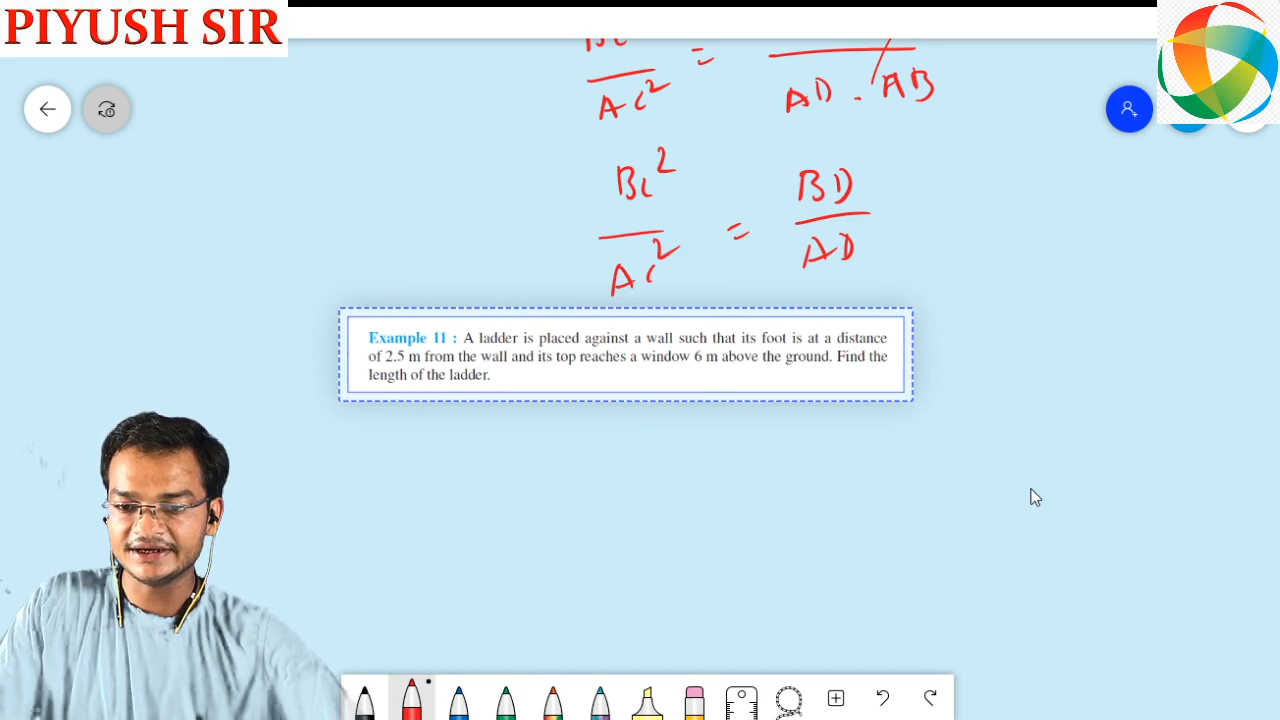 PIYUSH SIR
AC² =
AD . AB
BC²
AC²
=
BD
AD
Example 11 : A ladder is placed against a wall such that its foot is at a distance
of 2.5 m from the wall and its top reaches a window 6 m above the ground. Find the
length of the ladder.